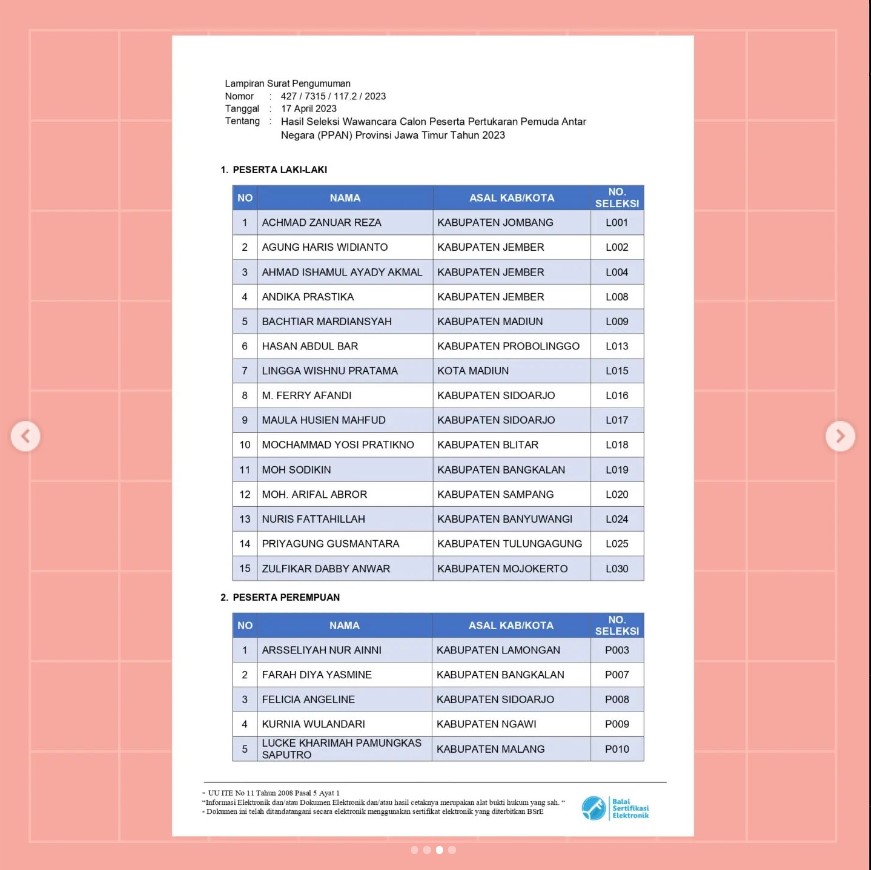 Lampiran Surat Pengumuman
Nomor : 427 / 7315 / 117.2 / 2023
Tanggal : 17 April 2023
Tentang : Hasil Seleksi Wawancara Calon Peserta Pertukaran Pemuda Antar
Negara (PPAN) Provinsi Jawa Timur Tahun 2023
1. PESERTA LAKI-LAKI
NO NAMA ASAL KAB/KOTA NO. SELEKSI
1 ACHMAD ZANUAR REZA KABUPATEN JOMBANG L001
2 AGUNG HARIS WIDIANTO KABUPATEN JEMBER L002
3 AHMAD ISHAMUL AYADY AKMAL KABUPATEN JEMBER L004
4 ANDIKA PRASTIKA KABUPATEN JEMBER L008
5 BACHTIAR MARDIANSYAH KABUPATEN MADIUN L009
6 HASAN ABDUL BAR KABUPATEN PROBOLINGGO L013
7 LINGGA WISHNU PRATAMA KOTA MADIUN L015
8 M. FERRY AFANDI KABUPATEN SIDOARJO L016
9 MAULA HUSIEN MAHFUD KABUPATEN SIDOARJO L017
10 MOCHAMMAD YOSI PRATIKNO KABUPATEN BLITAR L018
11 MOH SODIKIN KABUPATEN BANGKALAN L019
12 MOH. ARIFAL ABROR KABUPATEN SAMPANG L020
13 NURIS FATTAHILLAH KABUPATEN BANYUWANGI L024
14 PRIYAGUNG GUSMANTARA KABUPATEN TULUNGAGUNG L025
15 ZULFIKAR DABBY ANWAR KABUPATEN MOJOKERTO L030
2. PESERTA PEREMPUAN
NO NAMA ASAL KAB/KOTA NO. SELEKSI
1 ARSSELIYAH NUR AINNI KABUPATEN LAMONGAN P003
2 FARAH DIYA YASMINE KABUPATEN BANGKALAN P007
3 FELICIA ANGELINE KABUPATEN SIDOARJO P008
4 KURNIA WULANDARI KABUPATEN NGAWI P009
5 LUCKE KHARIMAH PAMUNGKAS SAPUTRO KABUPATEN MALANG P010
- UU ITE No 11 Tahun 2008 Pasal 5 Ayat 1
"Informasi Elektronik dan/atau Dokumen Elektronik dan/atau hasil cetaknya merupakan alat bukti hukum yang sah. "
- Dokumen ini telah ditandatangani secara elektronik menggunakan sertifikat elektronik yang diterbitkan BSrE
Balai
Sertifikasi
Elektronik